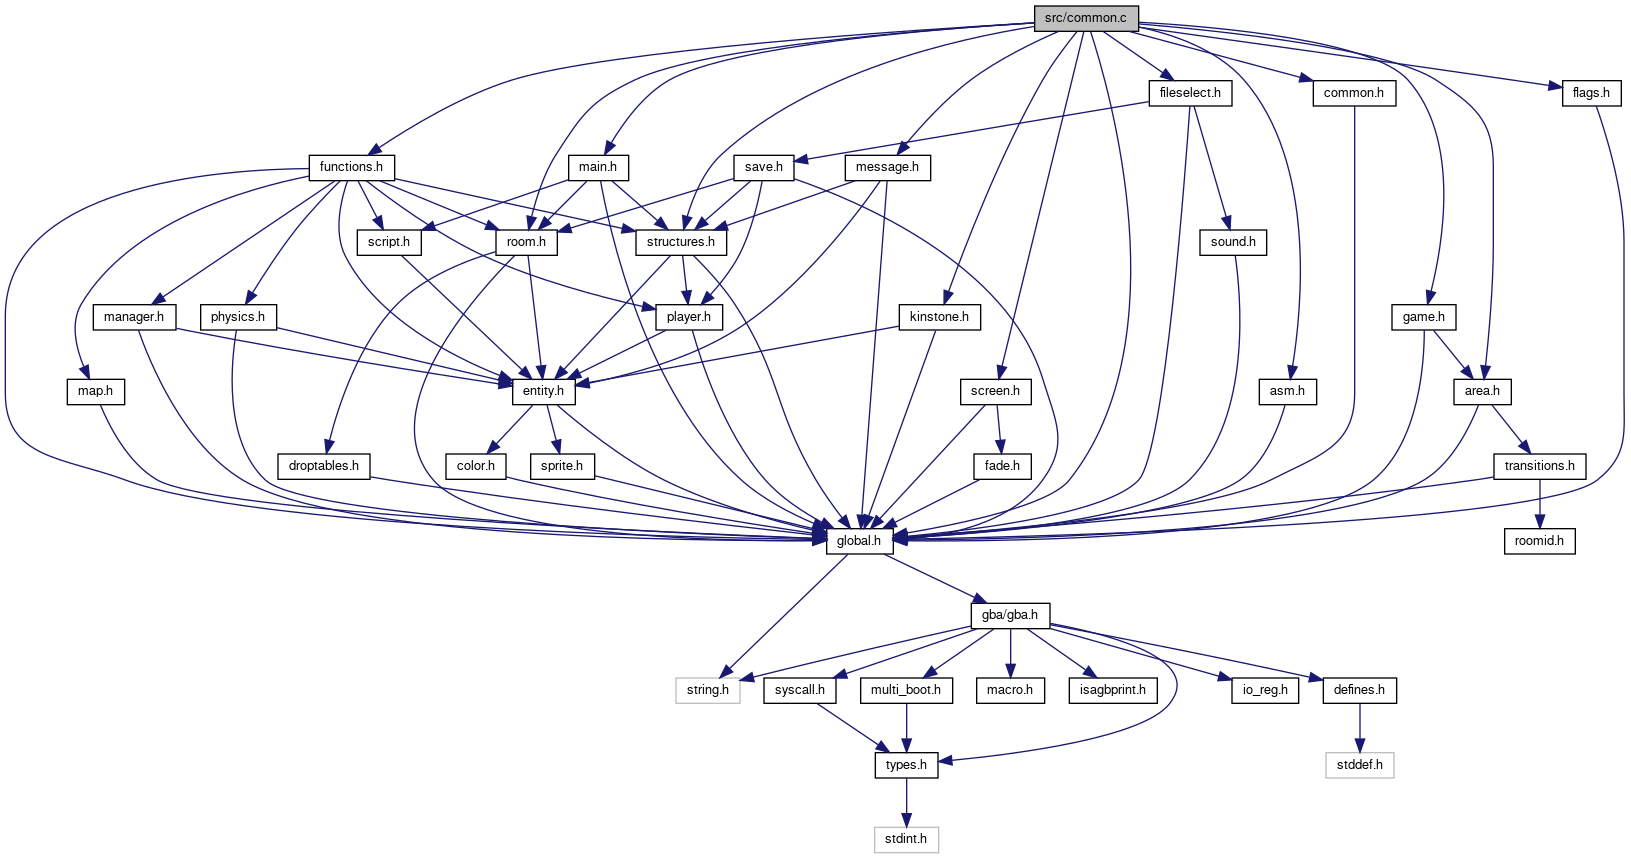 src/common.c
fileselect.h
common.h
flags.h
functions.h
main.h
save.h
message.h
script.h
room.h
structures.h
sound.h
manager.h
physics.h
player.h
kinstone.h
game.h
map.h
entity.h
screen.h
asm.h
area.h
droptables.h
color.h
sprite.h
fade.h
transitions.h
global.h
roomid.h
gba/gba.h
string.h
syscall.h
multi_boot.h
macro.h
isagbprint.h
io_reg.h
defines.h
types.h
stddef.h
stdint.h